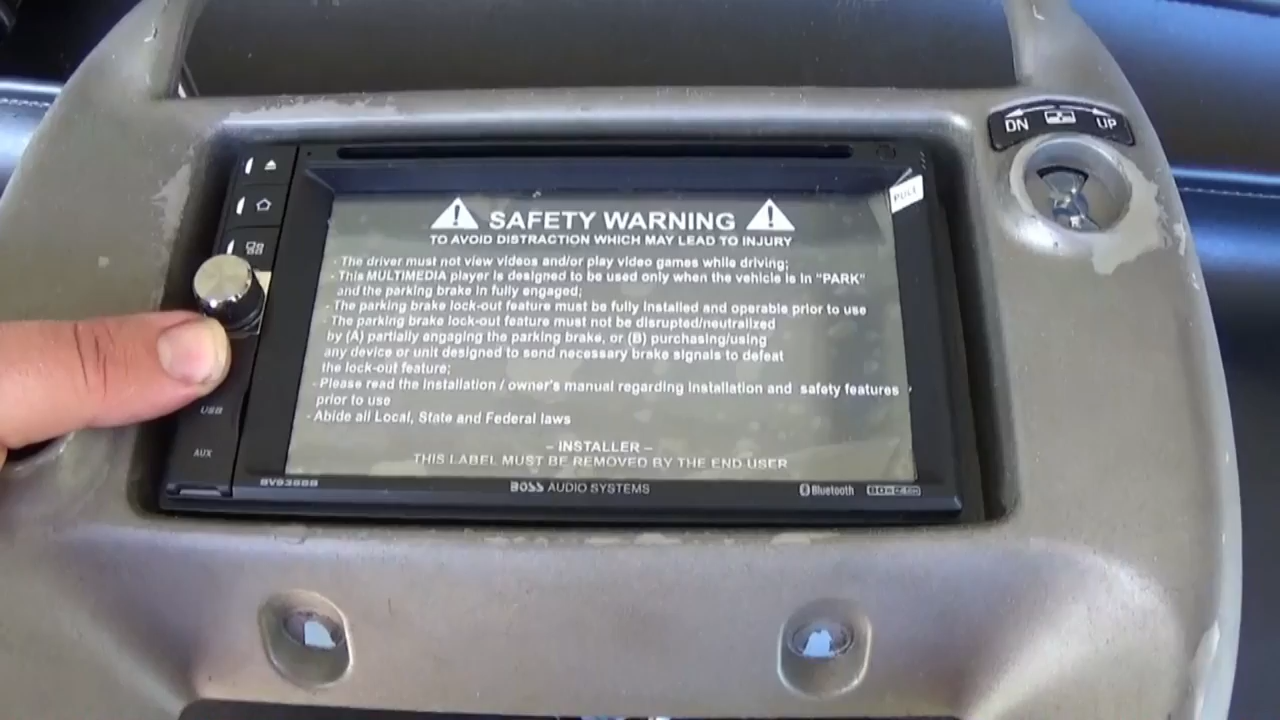 DN UP
PULL
SAFETY WARNING
TO AVOID DISTRACTION WHICH MAY LEAD TO INJURY
- The driver must not view videos and/or play video games while driving;
- This MULTIMEDIA player is designed to be used only when the vehicle is in "PARK"
and the parking brake in fully engaged;
- The parking brake lock-out feature must be fully installed and operable prior to use
- The parking brake lock-out feature must not be disrupted/neutralized
by (A) partially engaging the parking brake, or (B) purchasing/using
any device or unit designed to send necessary brake signals to defeat
the lock-out feature;
- Please read the installation / owner's manual regarding installation and safety features
prior to use
- Abide all Local, State and Federal laws
– INSTALLER –
THIS LABEL MUST BE REMOVED BY THE END USER
USB
AUX
BOSS AUDIO SYSTEMS
Bluetooth